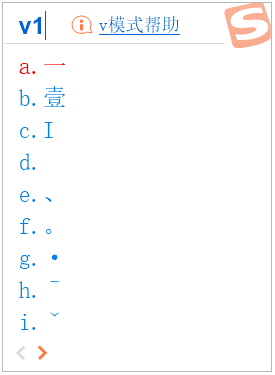 v1 v模式帮助
a. 一
b. 壹
c. Ⅰ
d.
e. 、
f. 。
g. •
h. ˉ
i. ˇ